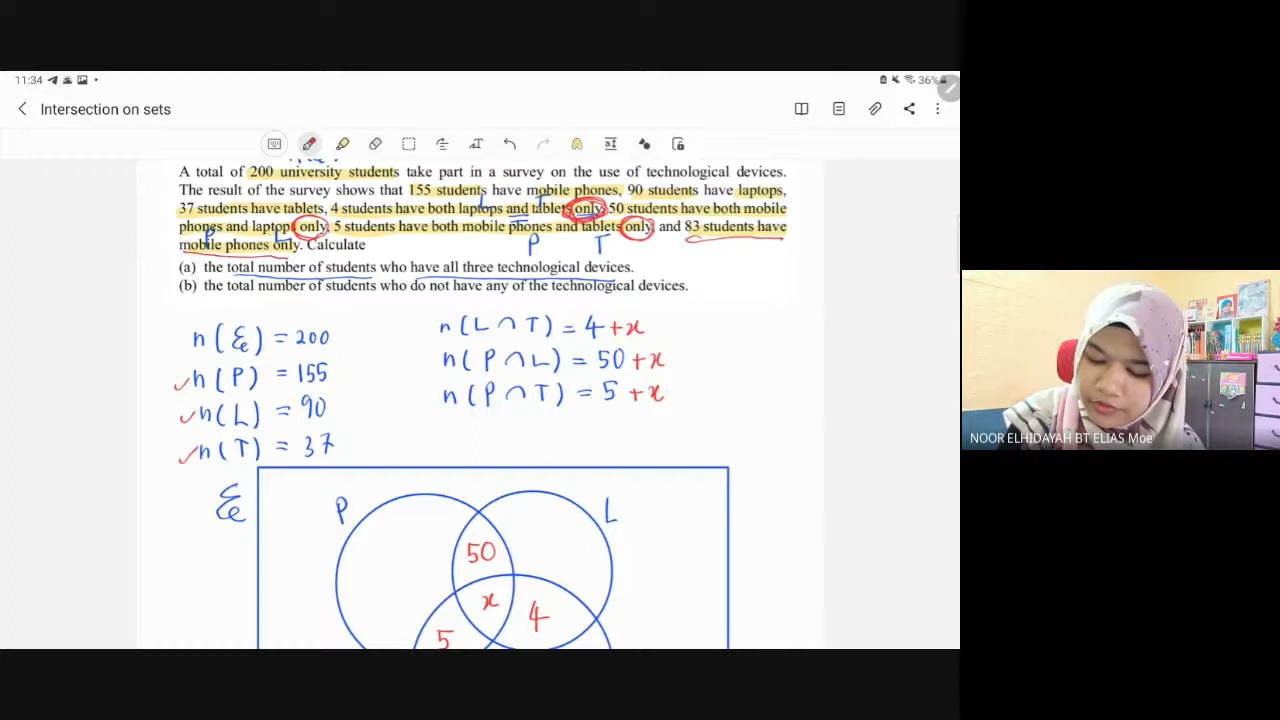 11:34
36%
Intersection on sets
A total of 200 university students take part in a survey on the use of technological devices.
The result of the survey shows that 155 students have mobile phones, 90 students have laptops,
L T
37 students have tablets, 4 students have both laptops and tablets only, 50 students have both mobile
phones and laptops only, 5 students have both mobile phones and tablets only, and 83 students have
P L
mobile phones only. Calculate
P T
(a) the total number of students who have all three technological devices.
(b) the total number of students who do not have any of the technological devices.
n(ξ) = 200
n(P) = 155
n(L) = 90
n(T) = 37
n(L ∩ T) = 4 + x
n(P ∩ L) = 50 + x
n(P ∩ T) = 5 + x
ξ
P
L
50
x
4
5
NOOR ELHIDAYAH BT ELIAS Moe